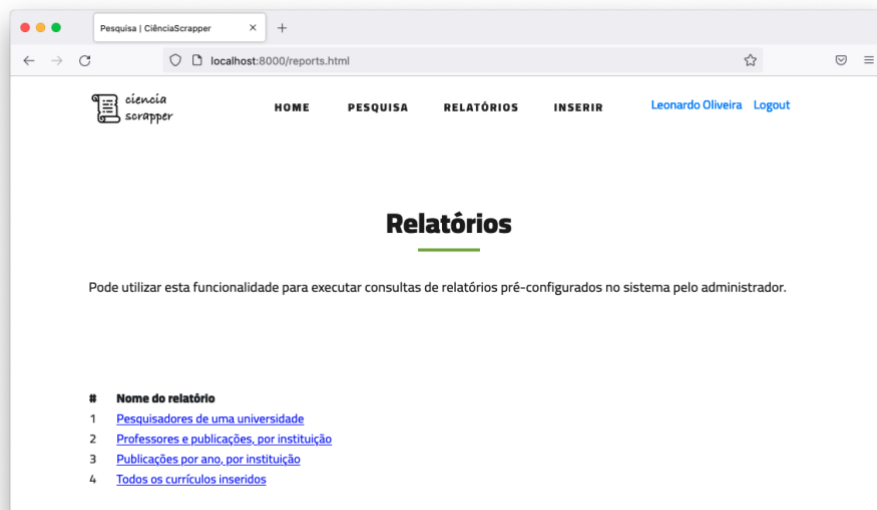 Pesquisa | CiênciaScrapper
localhost:8000/reports.html
ciencia
scrapper
HOME PESQUISA RELATÓRIOS INSERIR Leonardo Oliveira Logout
Relatórios
Pode utilizar esta funcionalidade para executar consultas de relatórios pré-configurados no sistema pelo administrador.
# Nome do relatório
1 Pesquisadores de uma universidade
2 Professores e publicações, por instituição
3 Publicações por ano, por instituição
4 Todos os currículos inseridos